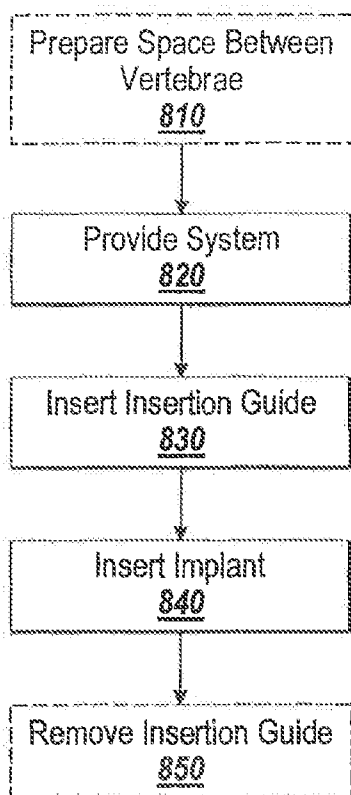 Prepare Space Between
Vertebrae
810
Provide System
820
Insert Insertion Guide
830
Insert Implant
840
Remove Insertion Guide
850